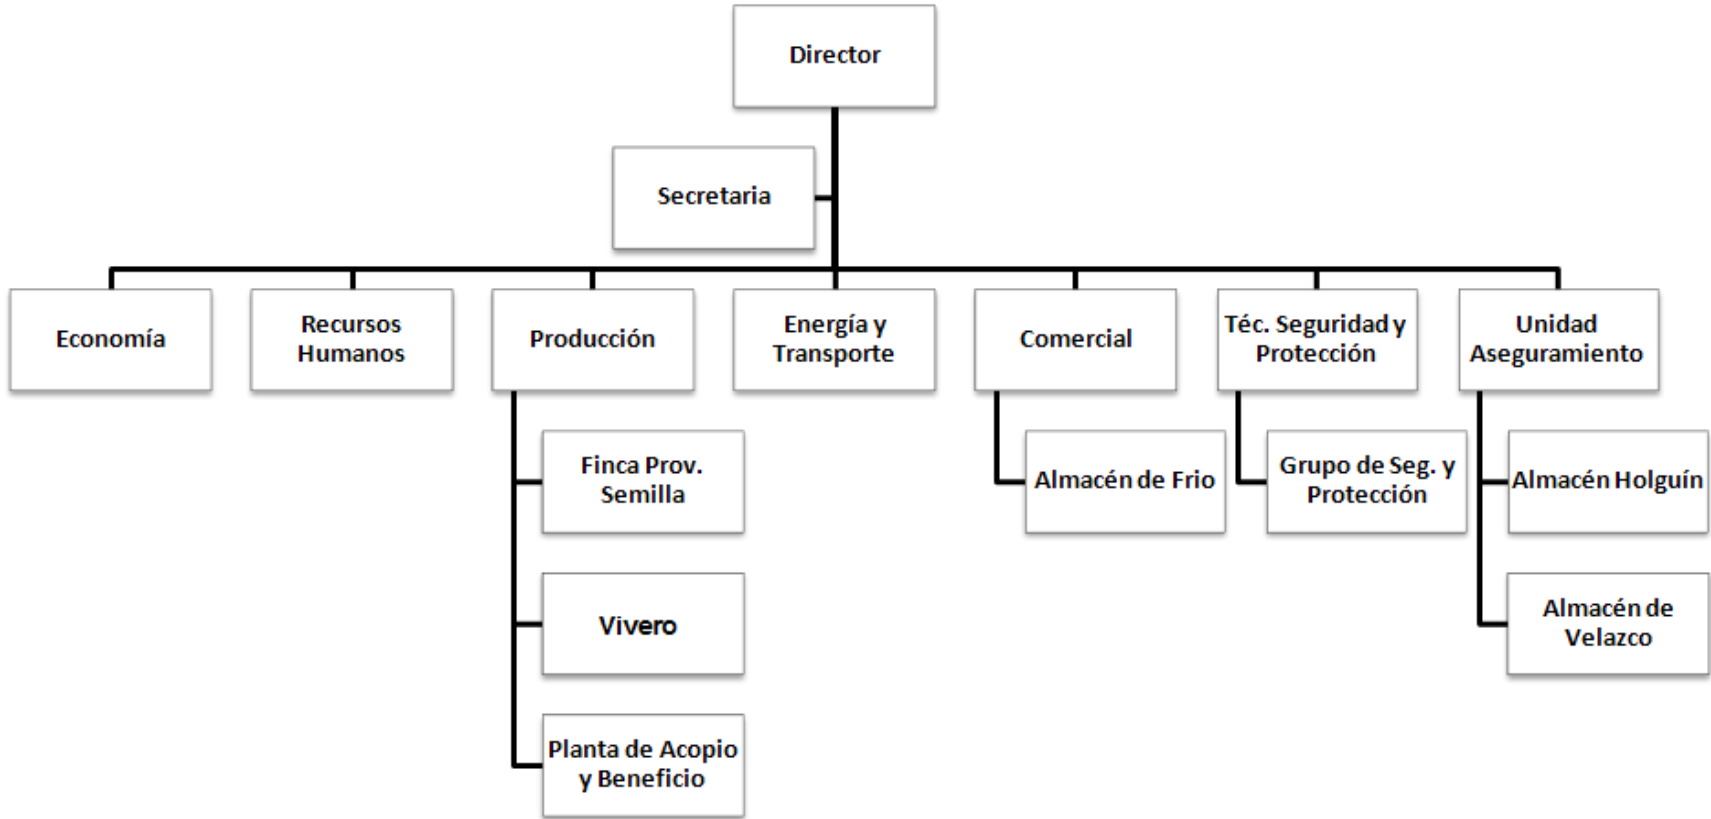 Director
Secretaria
Economía
Recursos
Humanos
Producción
Energía y
Transporte
Comercial
Téc. Seguridad y
Protección
Unidad
Aseguramiento
Finca Prov.
Semilla
Almacén de Frio
Grupo de Seg. y
Protección
Almacén Holguín
Vivero
Almacén de
Velazco
Planta de Acopio
y Beneficio